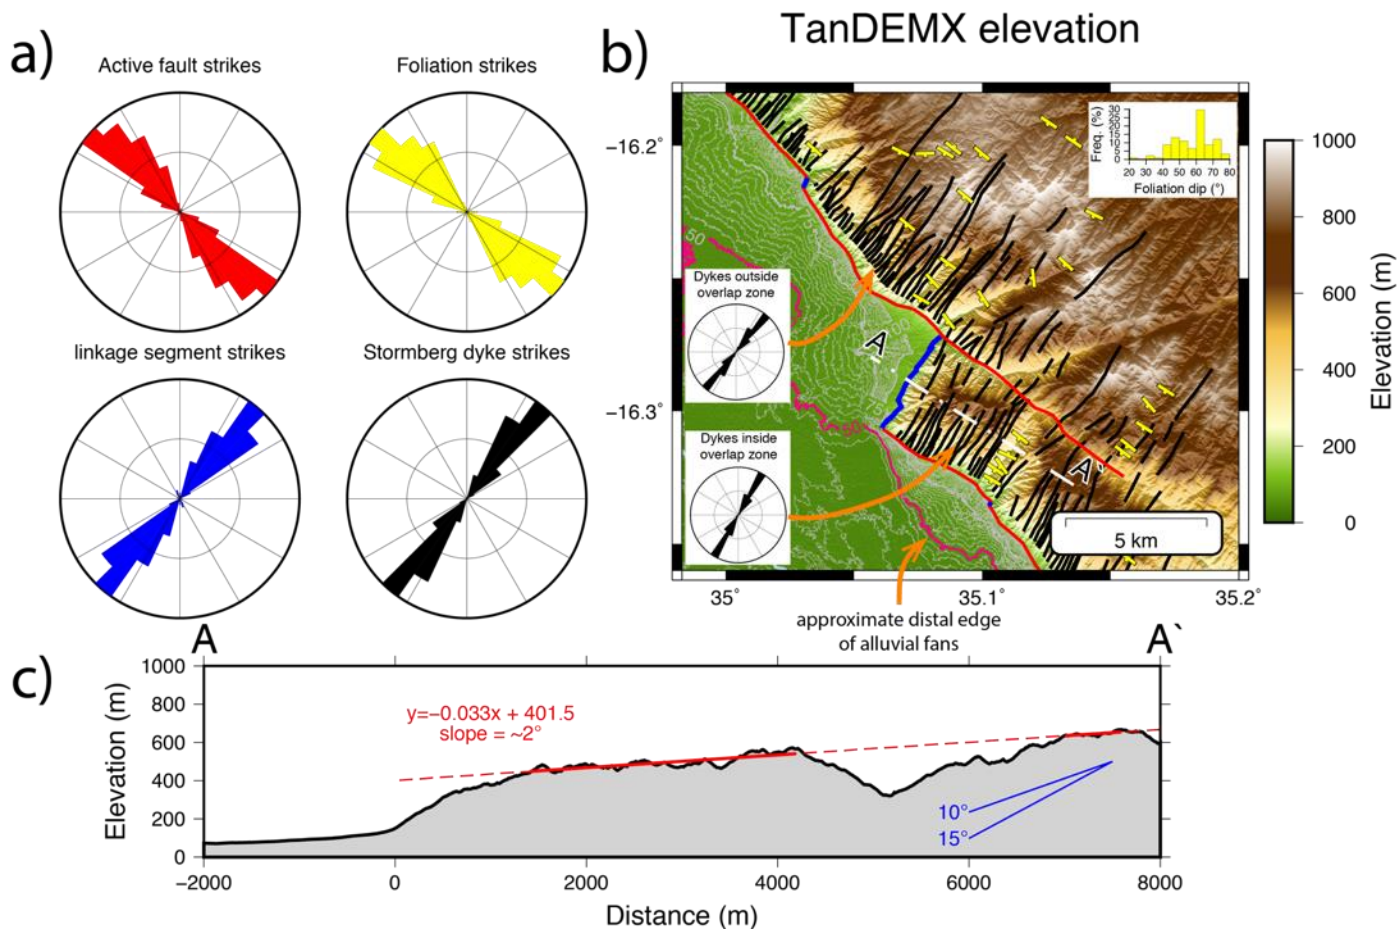 TanDEMX elevation
a)
Active fault strikes
Foliation strikes
linkage segment strikes
Stormberg dyke strikes
b)
−16.2˚
−16.3˚
35˚
35.1˚
35.2˚
Freq. (%)
30
25
20
15
10
5
0
20 30 40 50 60 70 80
Foliation dip (°)
50
Dykes outside
overlap zone
A
50
Dykes inside
overlap zone
A`
5 km
approximate distal edge
of alluvial fans
1000
800
600
400
200
0
Elevation (m)
c)
A
A`
1000
800
600
400
200
0
Elevation (m)
y=−0.033x + 401.5
slope = ~2°
10°
15°
−2000 0 2000 4000 6000 8000
Distance (m)